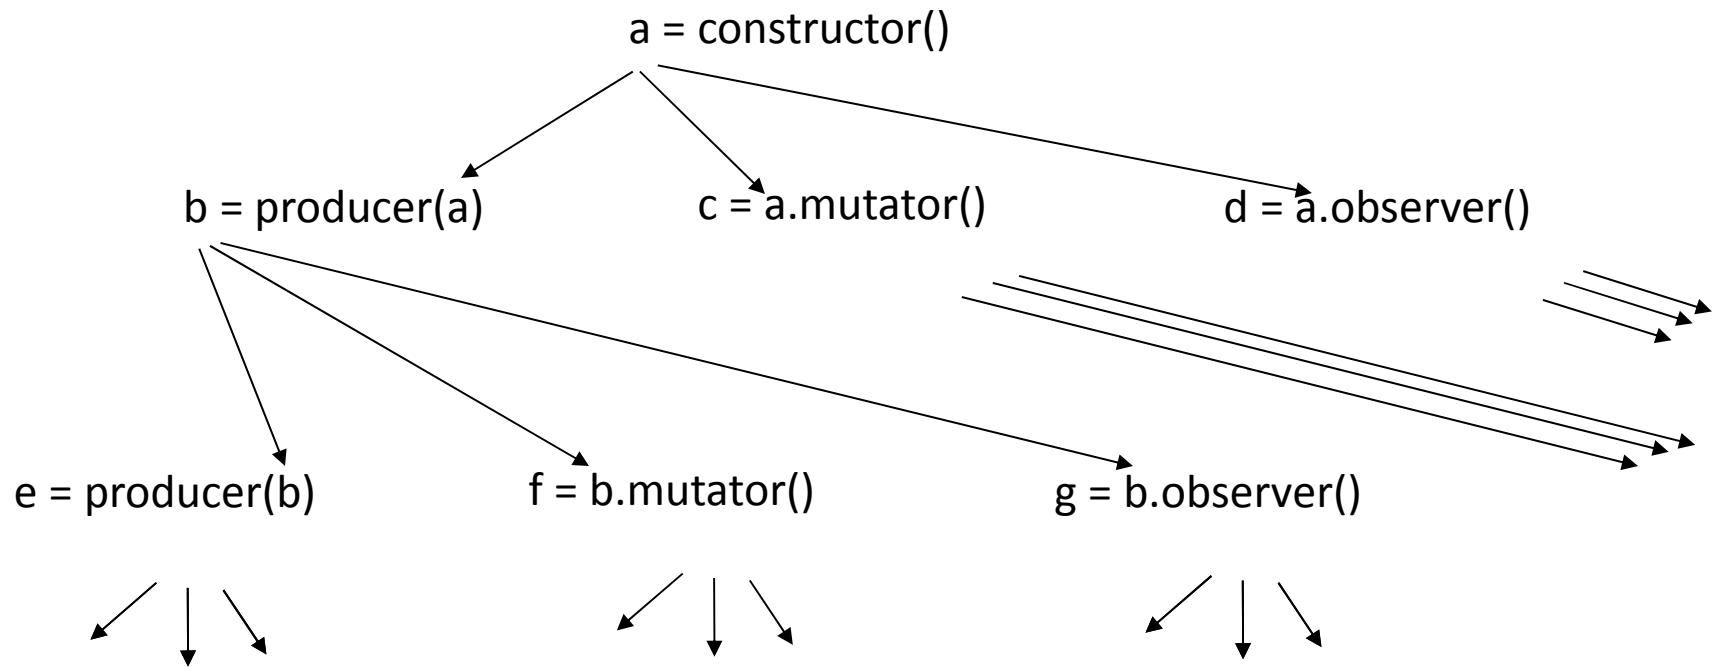 a = constructor()
b = producer(a)
c = a.mutator()
d = a.observer()
e = producer(b)
f = b.mutator()
g = b.observer()